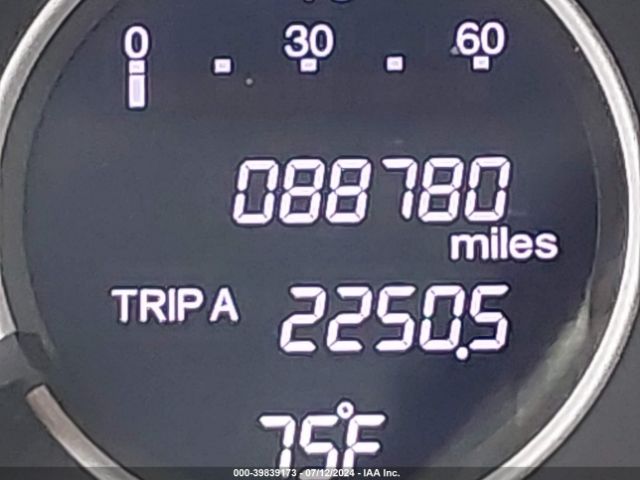 0 30 60
088780
miles
TRIP A 2250.5
75°F
000-39839173 - 07/12/2024 - IAA Inc.